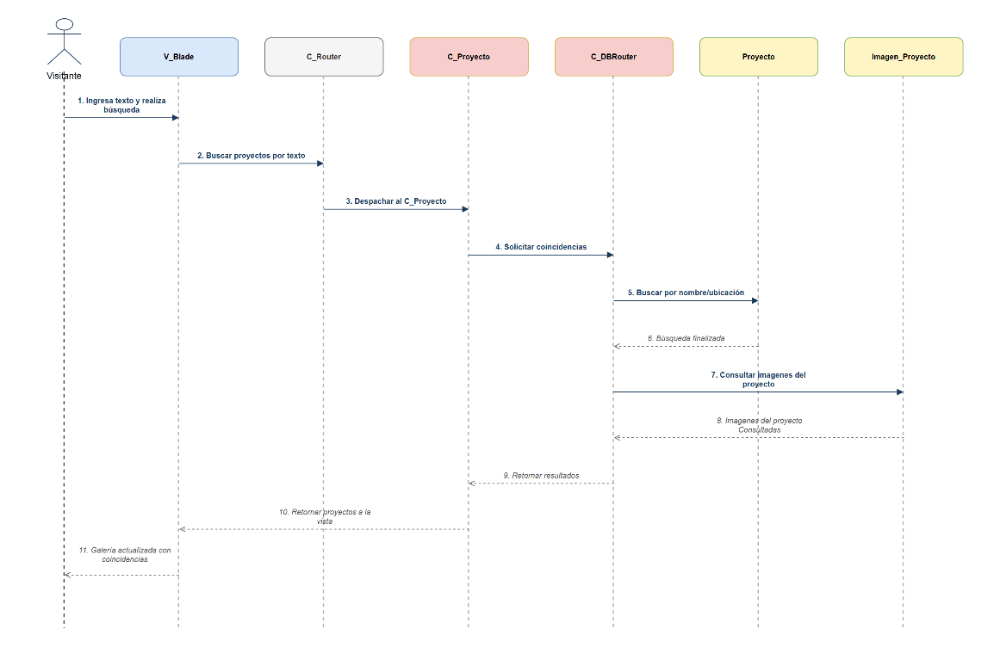 Visitante
V_Blade
C_Router
C_Proyecto
C_DBRouter
Proyecto
Imagen_Proyecto
1. Ingresa texto y realiza
búsqueda
2. Buscar proyectos por texto
3. Despachar al C_Proyecto
4. Solicitar coincidencias
5. Buscar por nombre/ubicación
6. Búsqueda finalizada
7. Consultar imagenes del
proyecto
8. Imagenes del proyecto
Consultadas
9. Retornar resultados
10. Retornar proyectos a la
vista
11. Galería actualizada con
coincidencias